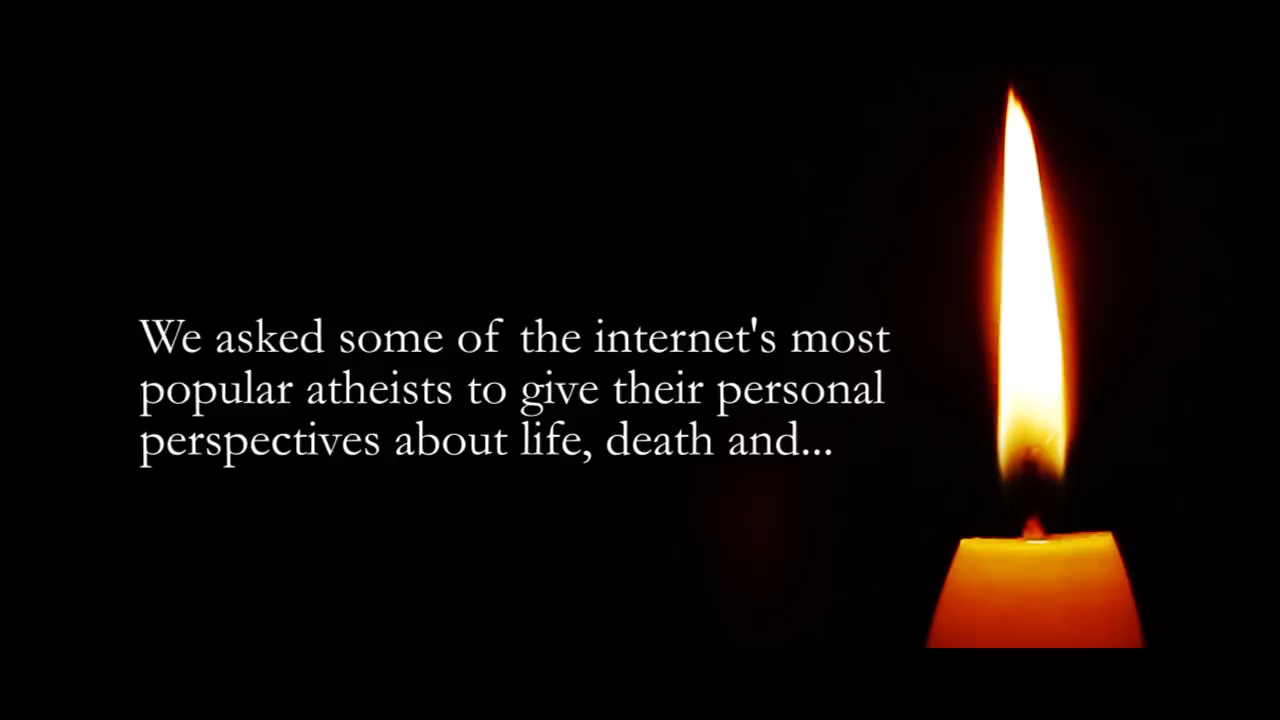 We asked some of the internet's most
popular atheists to give their personal
perspectives about life, death and...